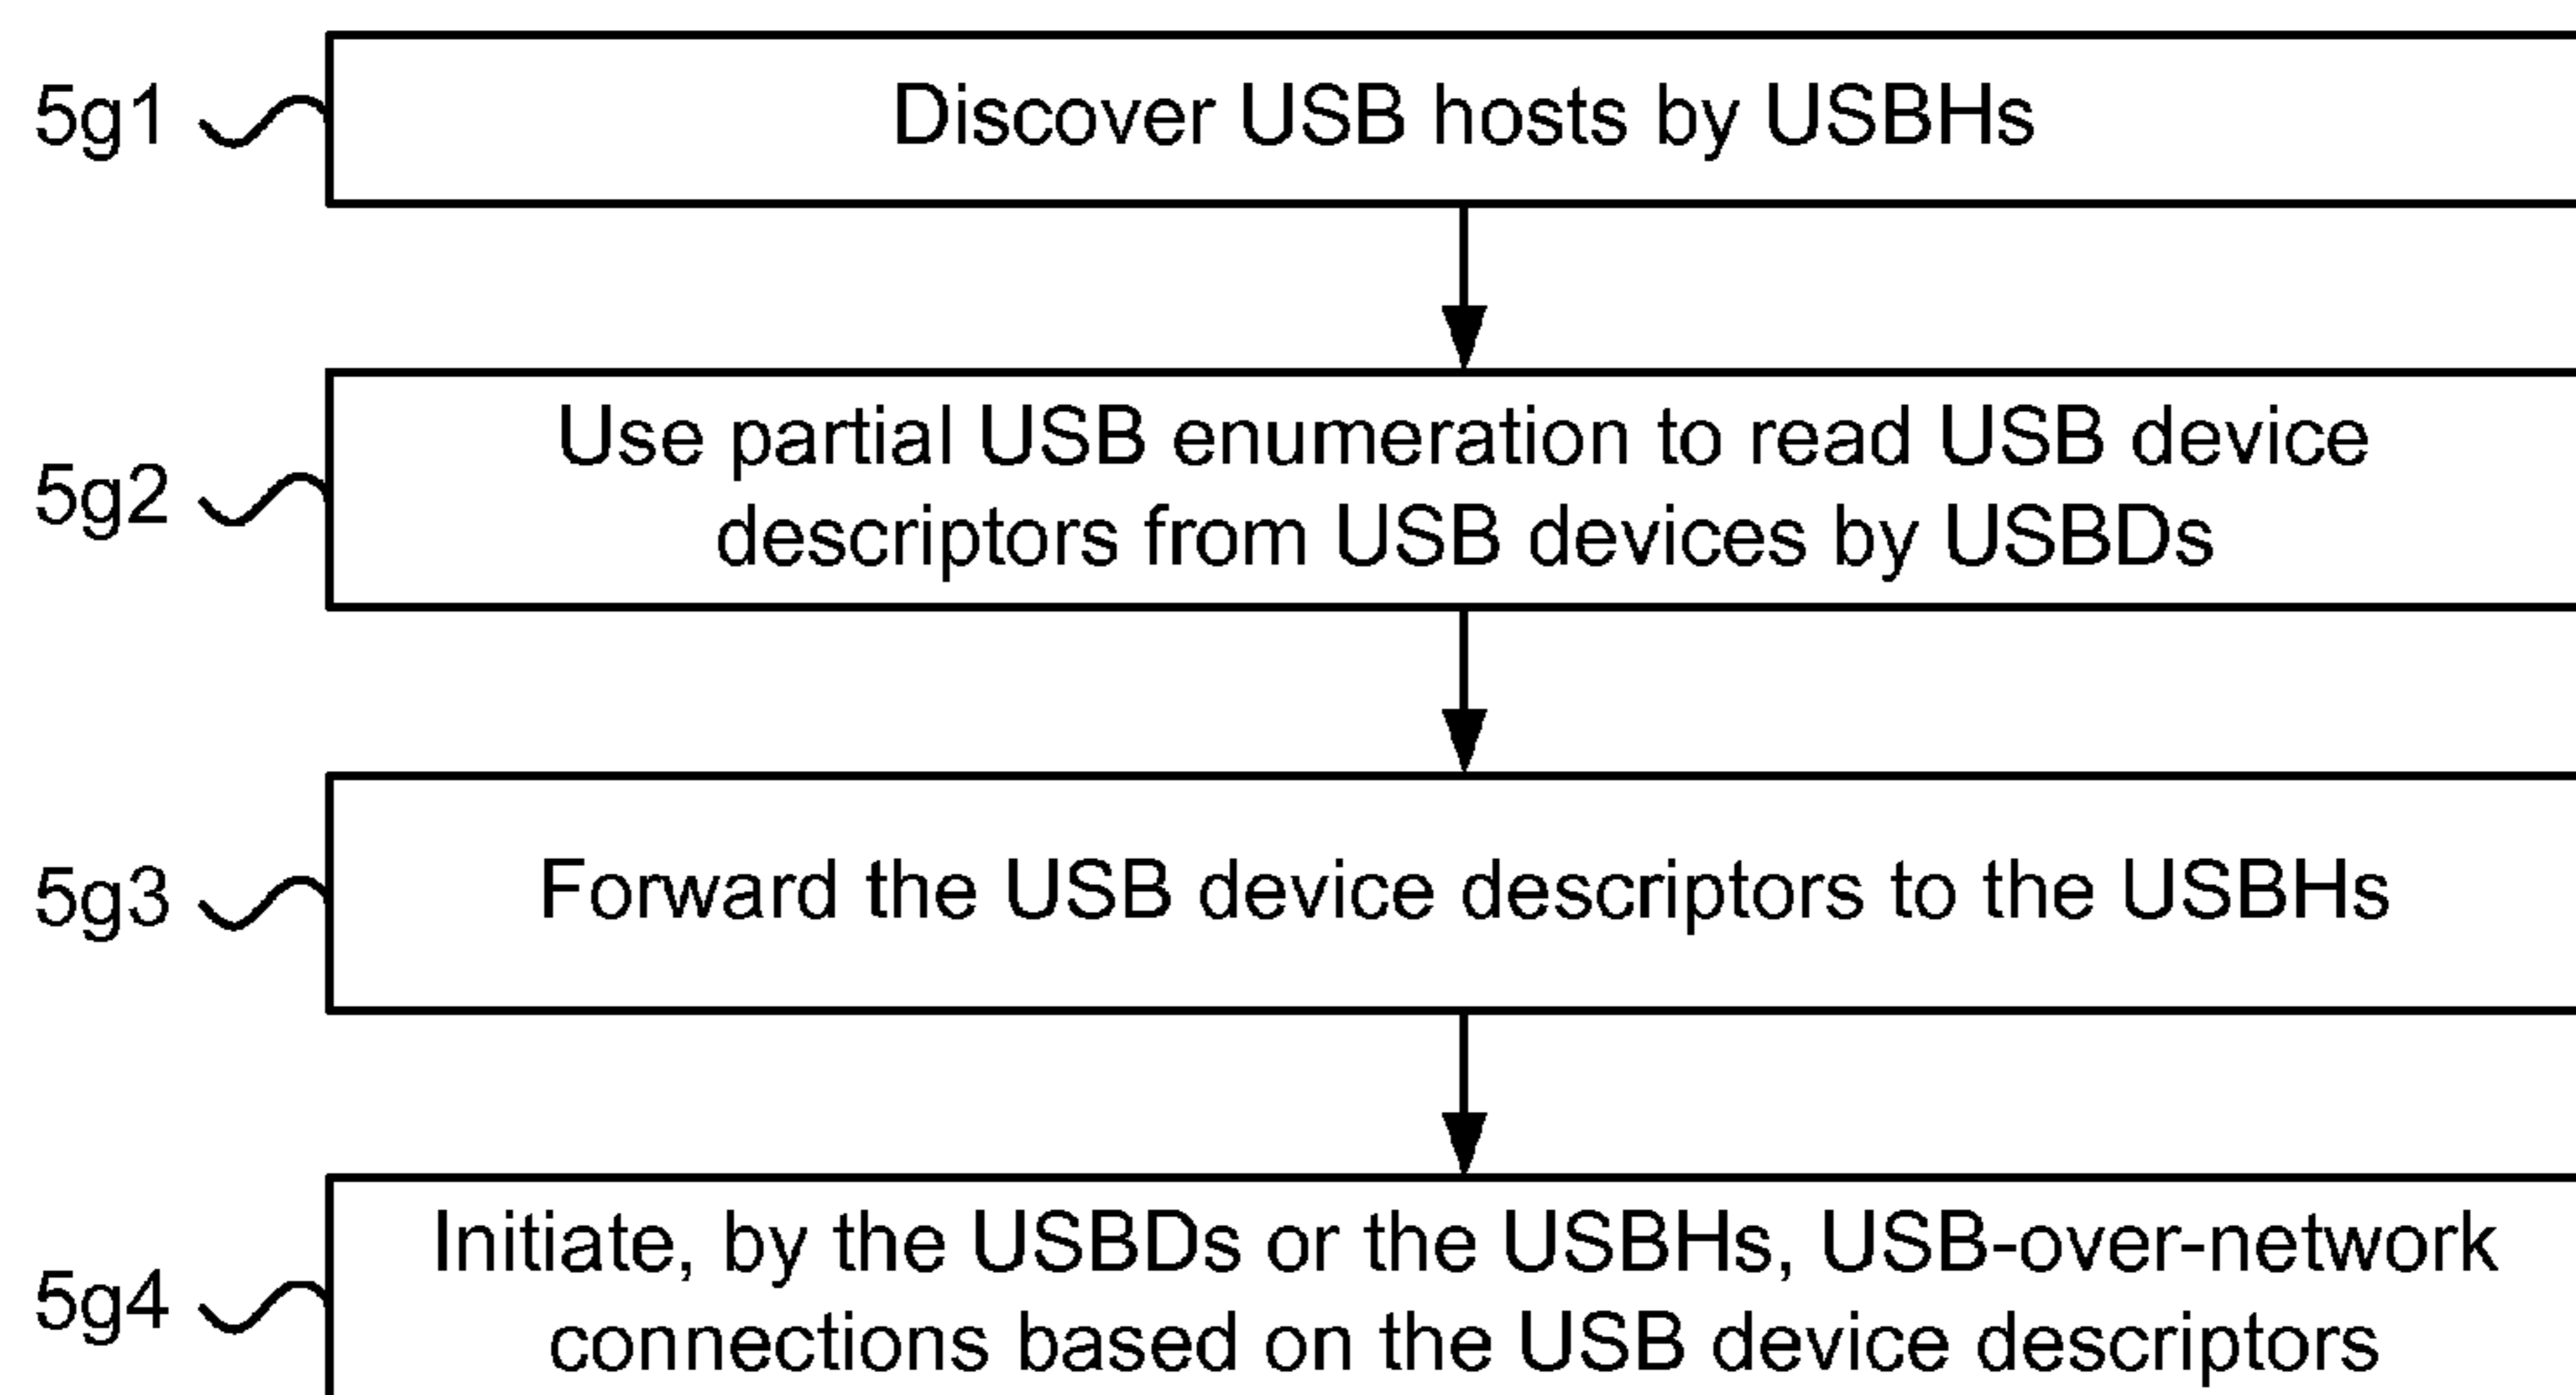 5g1
Discover USB hosts by USBHs
5g2
Use partial USB enumeration to read USB device
descriptors from USB devices by USBDs
5g3
Forward the USB device descriptors to the USBHs
5g4
Initiate, by the USBDs or the USBHs, USB-over-network
connections based on the USB device descriptors